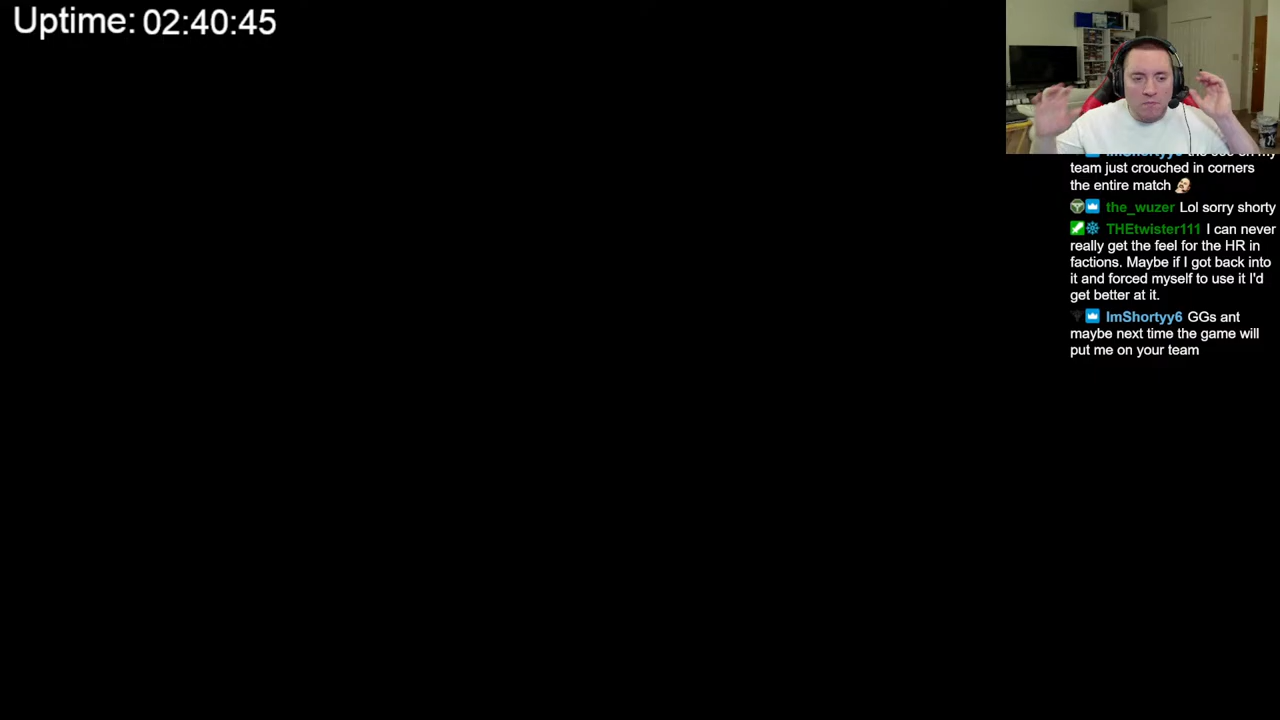 Uptime: 02:40:45
team just crouched in corners
the entire match
the_wuzer Lol sorry shorty
THEtwister111 I can never
really get the feel for the HR in
factions. Maybe if I got back into
it and forced myself to use it I'd
get better at it.
ImShortyy6 GGs ant
maybe next time the game will
put me on your team